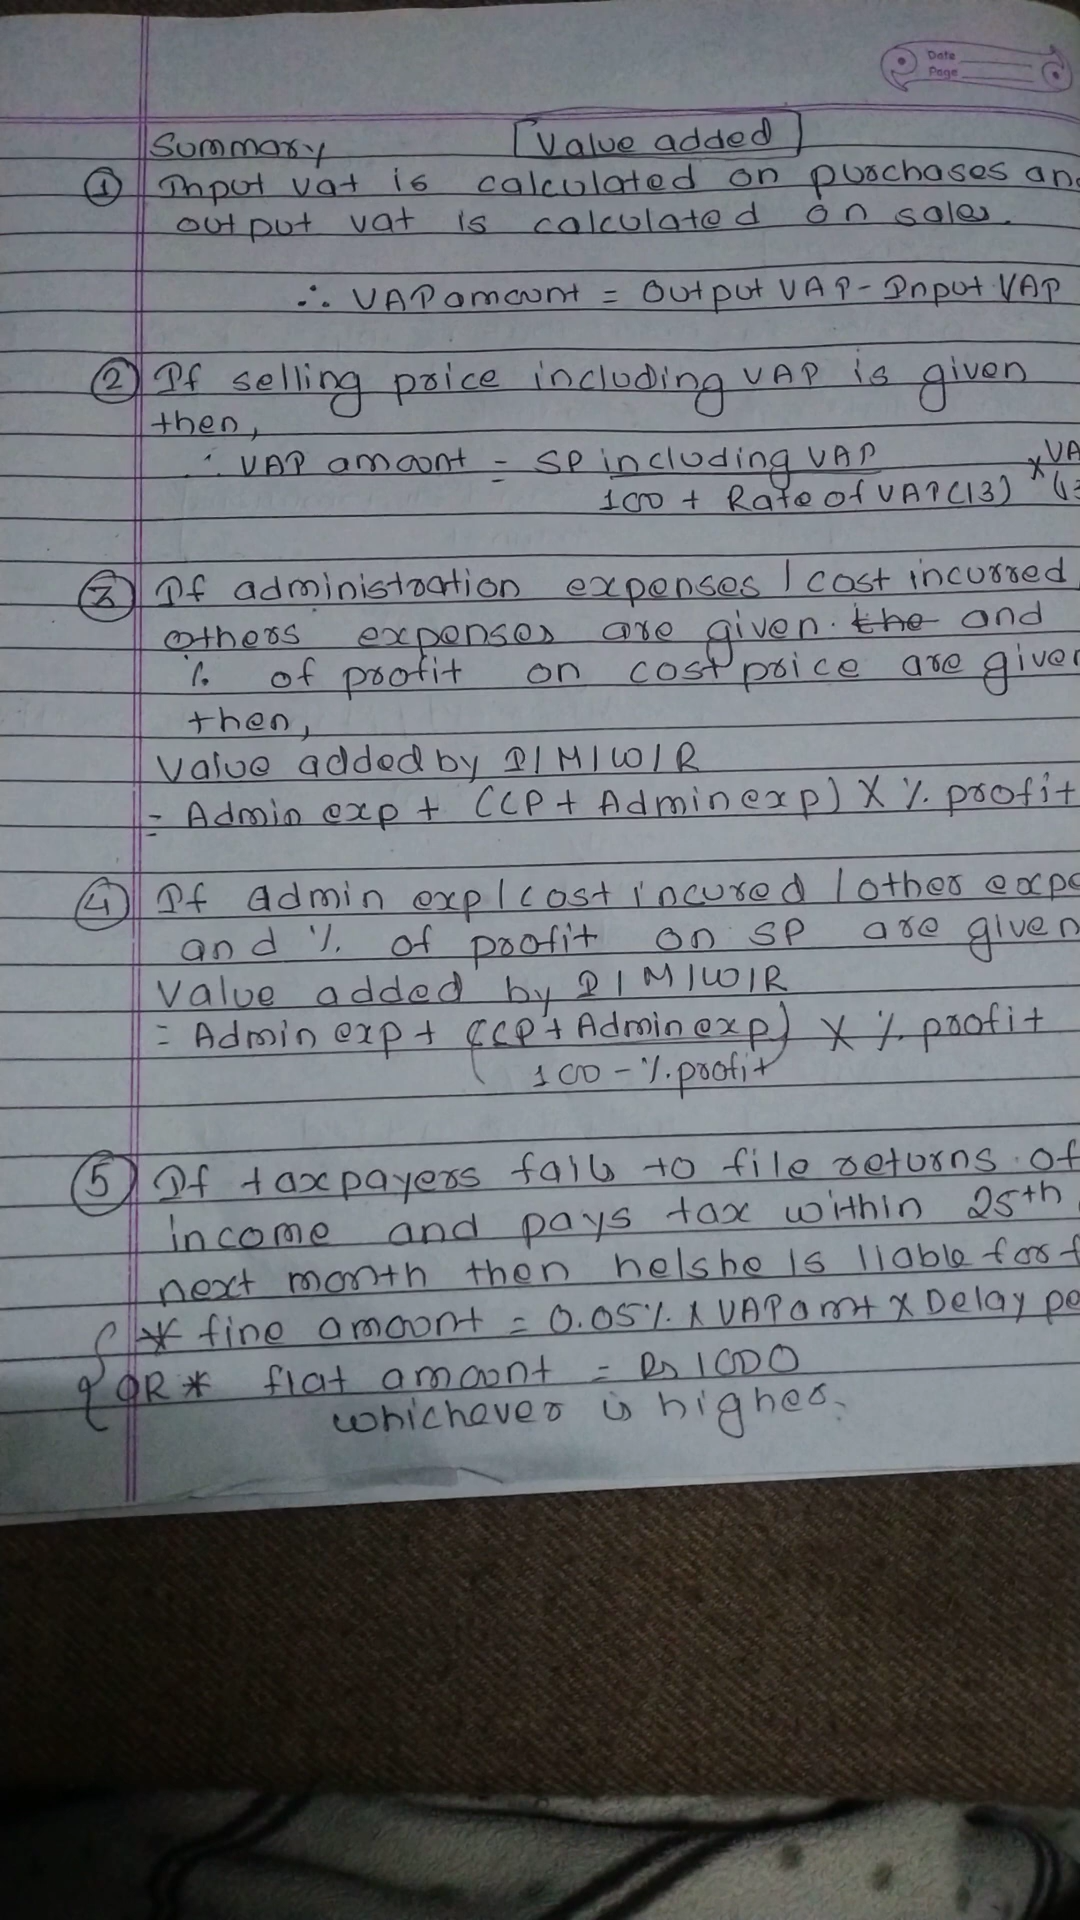 Date
Page
Summary [Value added]
① Input vat is calculated on purchases an
output vat is calculated on sales.
∴ VAT amount = Output VAT - Input VAT
② If selling price including VAT is given
then,
∴ VAT amount = SP including VAT × VA
100 + Rate of VAT (13) (13
③ If administration expenses / cost incurred
others expenses are given. the and
% of profit on cost price are given
then,
Value added by I/M/W/R
= Admin exp + (CP + Admin exp) × % profit
④ If admin exp / cost incured / other expe
and % of profit on SP are given
Value added by I/M/W/R
= Admin exp + (CP + Admin exp) × % profit
100 - % profit
⑤ If taxpayers fails to file returns of
income and pays tax within 25th
next month then he/she is liable for f
* fine amount = 0.05% × VAT amt × Delay pe
OR * flat amount = Rs 1000
whichever is higher.